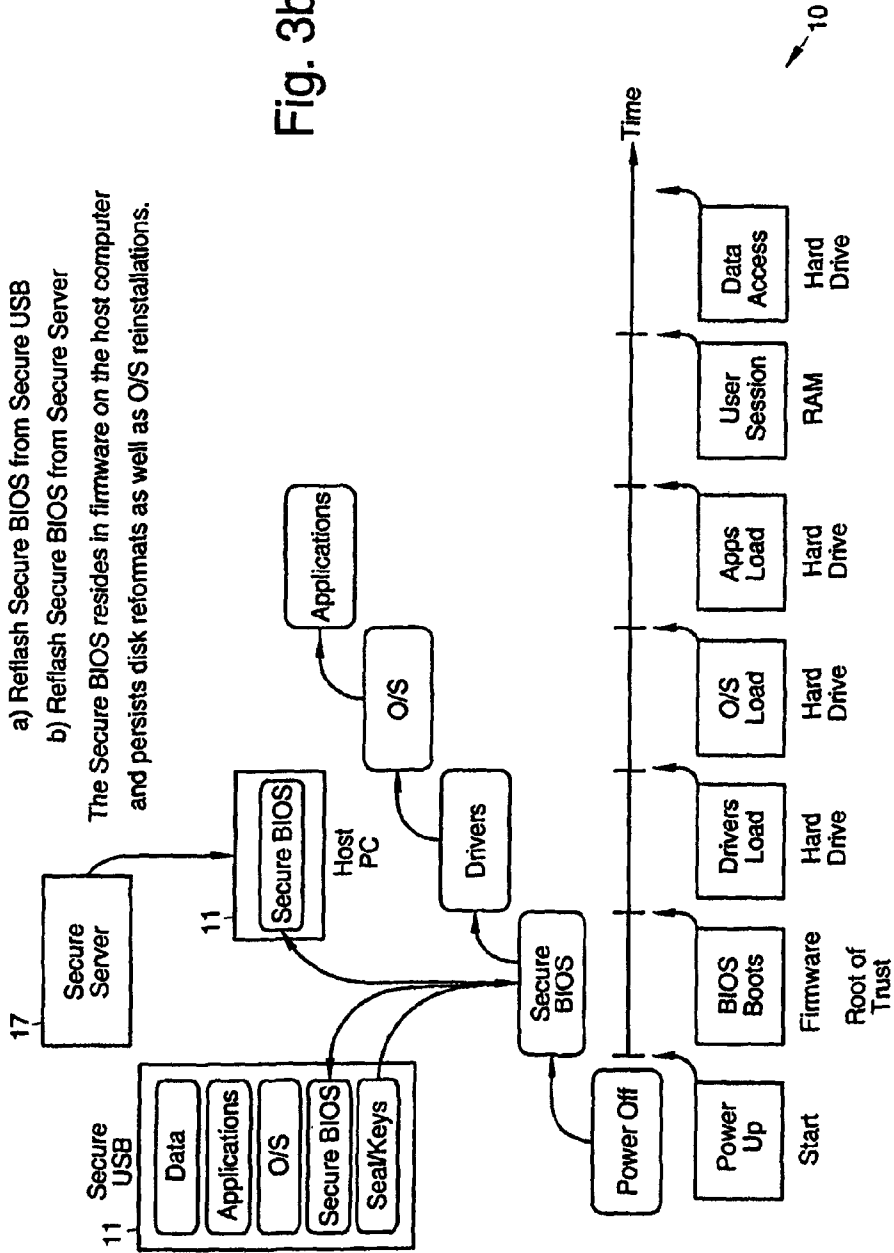 a) Reflash Secure BIOS from Secure USB
b) Reflash Secure BIOS from Secure Server
The Secure BIOS resides in firmware on the host computer
and persists disk reformats as well as O/S reinstallations.
Fig. 3b
17
Secure
Server
11
Secure
USB
Data
Applications
O/S
Secure BIOS
Seal/Keys
11
Secure BIOS
Host
PC
Power Off
Secure
BIOS
Drivers
O/S
Applications
Time
Power
Up
Start
BIOS
Boots
Firmware
Root of
Trust
Drivers
Load
Hard
Drive
O/S
Load
Hard
Drive
Apps
Load
Hard
Drive
User
Session
RAM
Data
Access
Hard
Drive
10